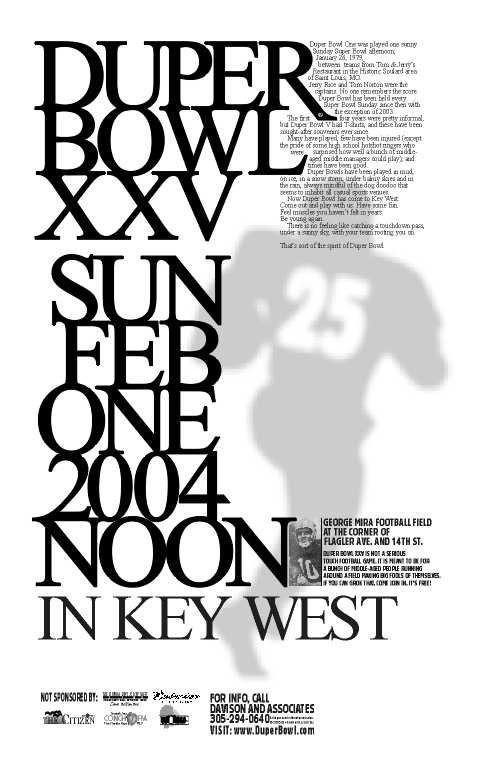 DUPER
BOWL
XXV
Duper Bowl One was played one sunny
Sunday Super Bowl afternoon,
January 28, 1979,
between teams from Tom & Jerry's
Restaurant in the Historic Soulard area
of Saint Louis, MO.
Jerry Rice and Tom Norton were the
captains. No one remembers the score.
Duper Bowl has been held every
Super Bowl Sunday since then with
the exception of 2003.
The first four years were pretty informal,
but Duper Bowl V had T-shirts, and these have been
sought-after souvenirs ever since.
Many have played; few have been injured (except
the pride of some high school hotshot ringers who
were surprised how well a bunch of middle-
aged middle managers could play); and
times have been good.
Duper Bowls have been played in mud,
on ice, in a snow storm, under balmy skies and in
the rain, always mindful of the dog doodoo that
seems to inhabit all casual sports venues.
Now Duper Bowl has come to Key West.
Come out and play with us. Have some fun.
Feel muscles you haven't felt in years.
Be young again.
There is no feeling like catching a touchdown pass,
under a sunny sky, with your team rooting you on.
That's sort of the spirit of Duper Bowl
25
SUN
FEB
ONE
2004
NOON
GEORGE MIRA FOOTBALL FIELD
AT THE CORNER OF
FLAGLER AVE. AND 14TH ST.
DUPER BOWL XXV IS NOT A SERIOUS
TOUCH FOOTBALL GAME. IT IS MEANT TO BE FOR
A BUNCH OF MIDDLE-AGED PEOPLE RUNNING
AROUND A FIELD MAKING BIG FOOLS OF THEMSELVES.
IF YOU CAN GROK THAT, COME JOIN IN. IT'S FREE!
10
IN KEY WEST
NOT SPONSORED BY:
Budweiser
THE CITIZEN
CONCH
FOR INFO, CALL
DAVISON AND ASSOCIATES
305-294-0640
VISIT: www.DuperBowl.com